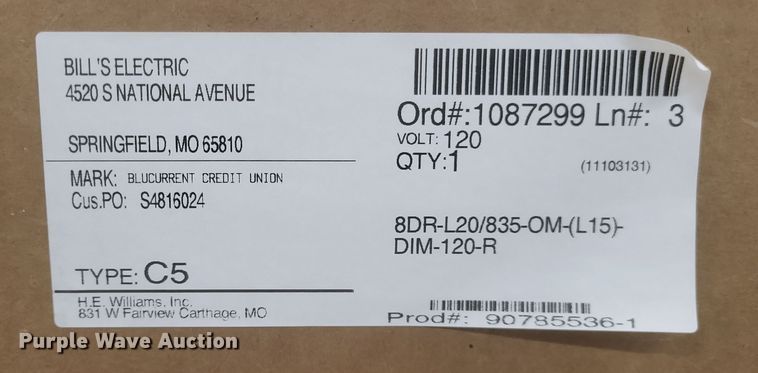 BILL'S ELECTRIC
4520 S NATIONAL AVENUE
SPRINGFIELD, MO 65810
MARK: BLUCURRENT CREDIT UNION
Cus.PO: S4816024
TYPE: C5
H.E. Williams, Inc.
831 W Fairview Carthage, MO
Ord#:1087299 Ln#: 3
VOLT: 120
QTY:1 (11103131)
8DR-L20/835-OM-(L15)-
DIM-120-R
Prod#: 90785536-1
Purple Wave Auction